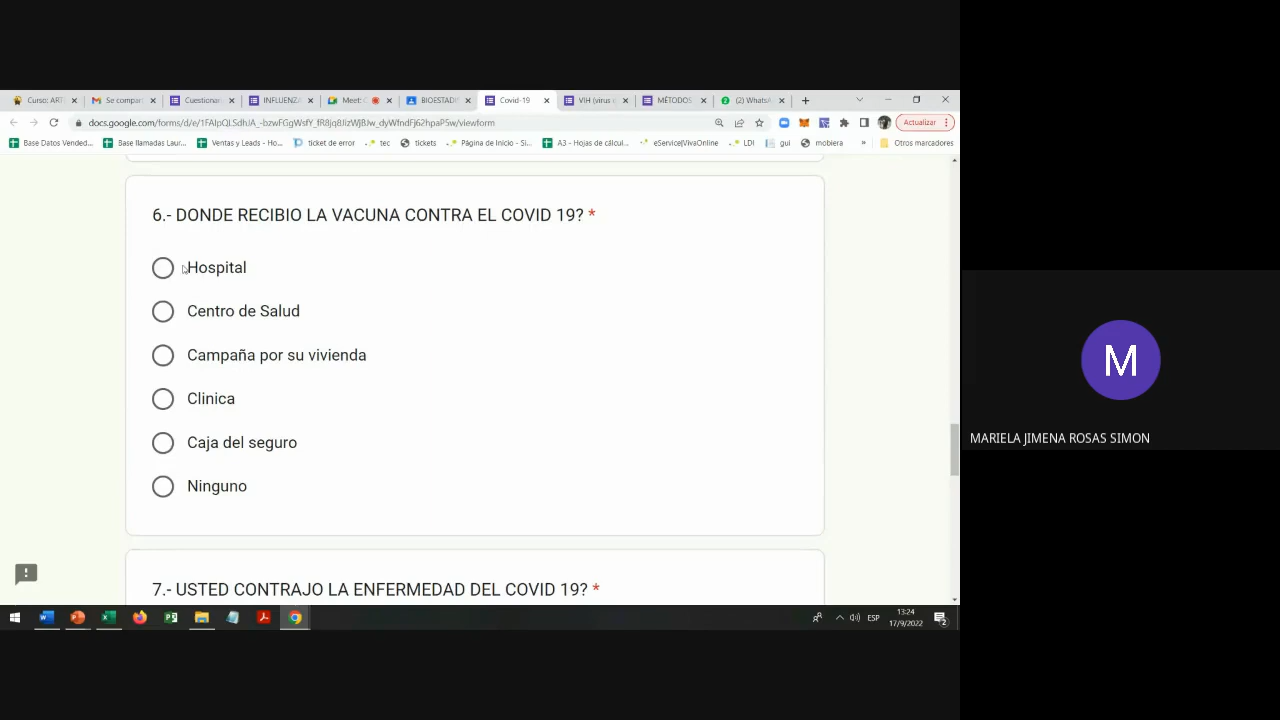 Curso: ART
Se compar
Cuestionar
INFLUENZA
Meet: C
BIOESTADI
Covid-19
VIH (virus
MÉTODOS
(2) WhatsA
docs.google.com/forms/d/e/
/viewform
Actualizar
Base Datos Vended...
Base llamadas Laur...
Ventas y Leads - Ho...
ticket de error
tec
tickets
Página de Inicio - Si...
A3 - Hojas de cálcul...
eService|VivaOnline
LDI
gui
mobiera
»
Otros marcadores
6.- DONDE RECIBIO LA VACUNA CONTRA EL COVID 19? *
Hospital
Centro de Salud
Campaña por su vivienda
Clinica
Caja del seguro
Ninguno
7.- USTED CONTRAJO LA ENFERMEDAD DEL COVID 19? *
M
MARIELA JIMENA ROSAS SIMON
ESP
13:24
17/9/2022
2